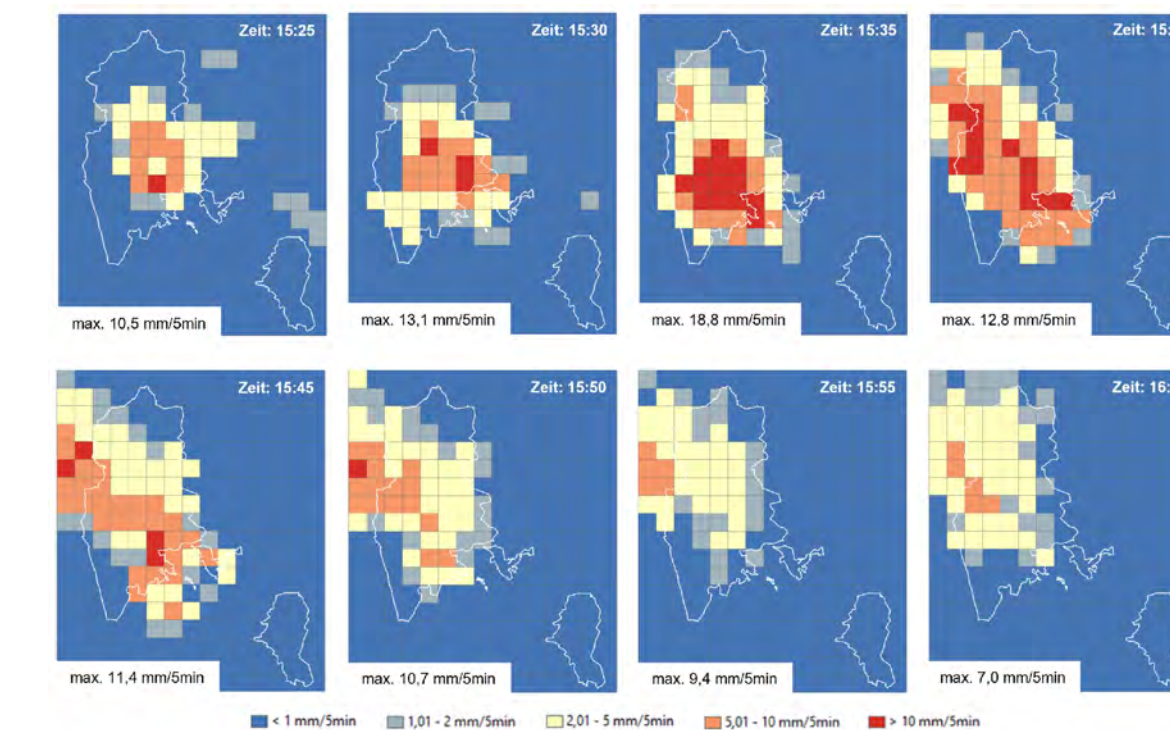 Zeit: 15:25
Zeit: 15:30
Zeit: 15:35
Zeit: 15:
max. 10,5 mm/5min
max. 13,1 mm/5min
max. 18,8 mm/5min
max. 12,8 mm/5min
Zeit: 15:45
Zeit: 15:50
Zeit: 15:55
Zeit: 16:
max. 11,4 mm/5min
max. 10,7 mm/5min
max. 9,4 mm/5min
max. 7,0 mm/5min
< 1 mm/5min 1,01 - 2 mm/5min 2,01 - 5 mm/5min 5,01 - 10 mm/5min > 10 mm/5min